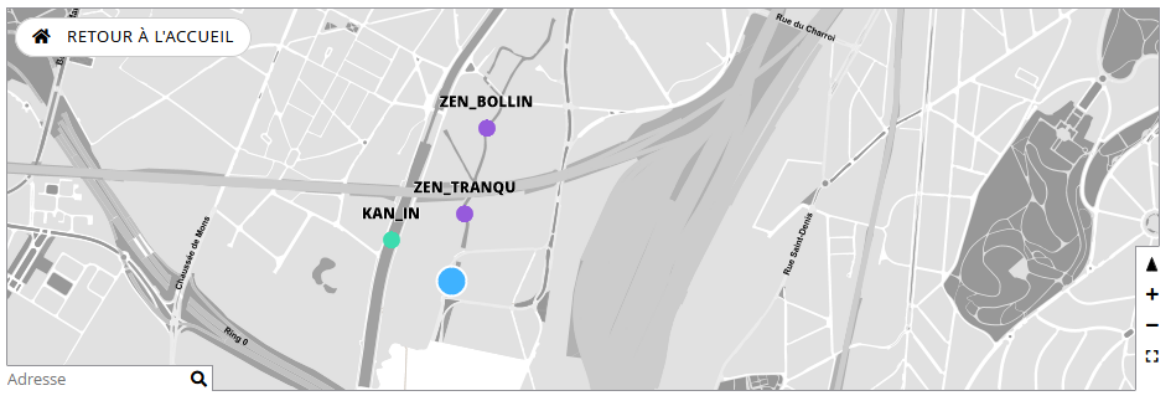 Rue du Charroi
RETOUR À L'ACCUEIL
ZEN_BOLLIN
ZEN_TRANQU
KAN_IN
Chaussée de Mons
Rue Saint-Denis
Ring 0
+
−
Adresse